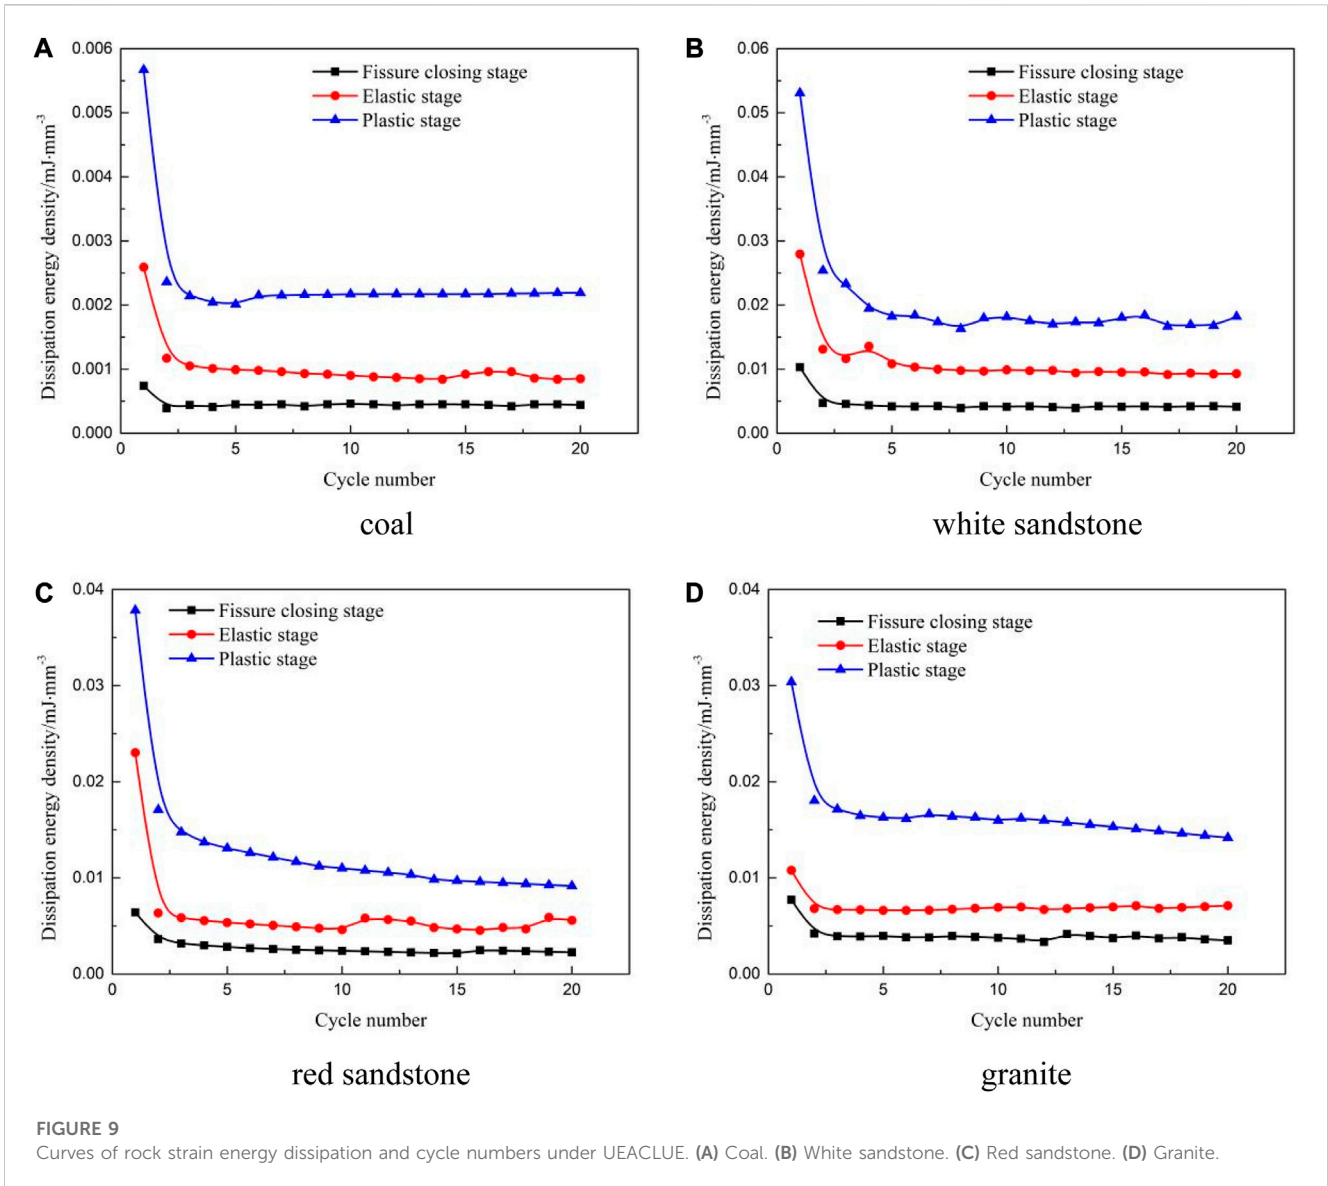 A
0.006
0.005
0.004
0.003
0.002
0.001
0.000
Dissipation energy density/mJ·mm⁻³
Fissure closing stage
Elastic stage
Plastic stage
0 5 10 15 20
Cycle number
coal
B
0.06
0.05
0.04
0.03
0.02
0.01
0.00
Dissipation energy density/mJ·mm⁻³
Fissure closing stage
Elastic stage
Plastic stage
0 5 10 15 20
Cycle number
white sandstone
C
0.04
0.03
0.02
0.01
0.00
Dissipation energy density/mJ·mm⁻³
Fissure closing stage
Elastic stage
Plastic stage
0 5 10 15 20
Cycle number
red sandstone
D
0.04
0.03
0.02
0.01
0.00
Dissipation energy density/mJ·mm⁻³
Fissure closing stage
Elastic stage
Plastic stage
0 5 10 15 20
Cycle number
granite
FIGURE 9
Curves of rock strain energy dissipation and cycle numbers under UEACLUE. (A) Coal. (B) White sandstone. (C) Red sandstone. (D) Granite.